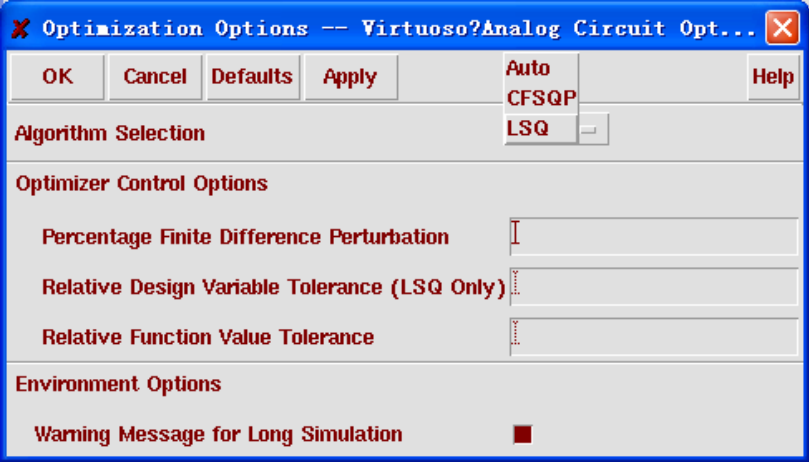 Optimization Options -- Virtuoso?Analog Circuit Opt...
OK Cancel Defaults Apply Help
Auto
CFSQP
LSQ
Algorithm Selection
Optimizer Control Options
Percentage Finite Difference Perturbation
Relative Design Variable Tolerance (LSQ Only)
Relative Function Value Tolerance
Environment Options
Warning Message for Long Simulation